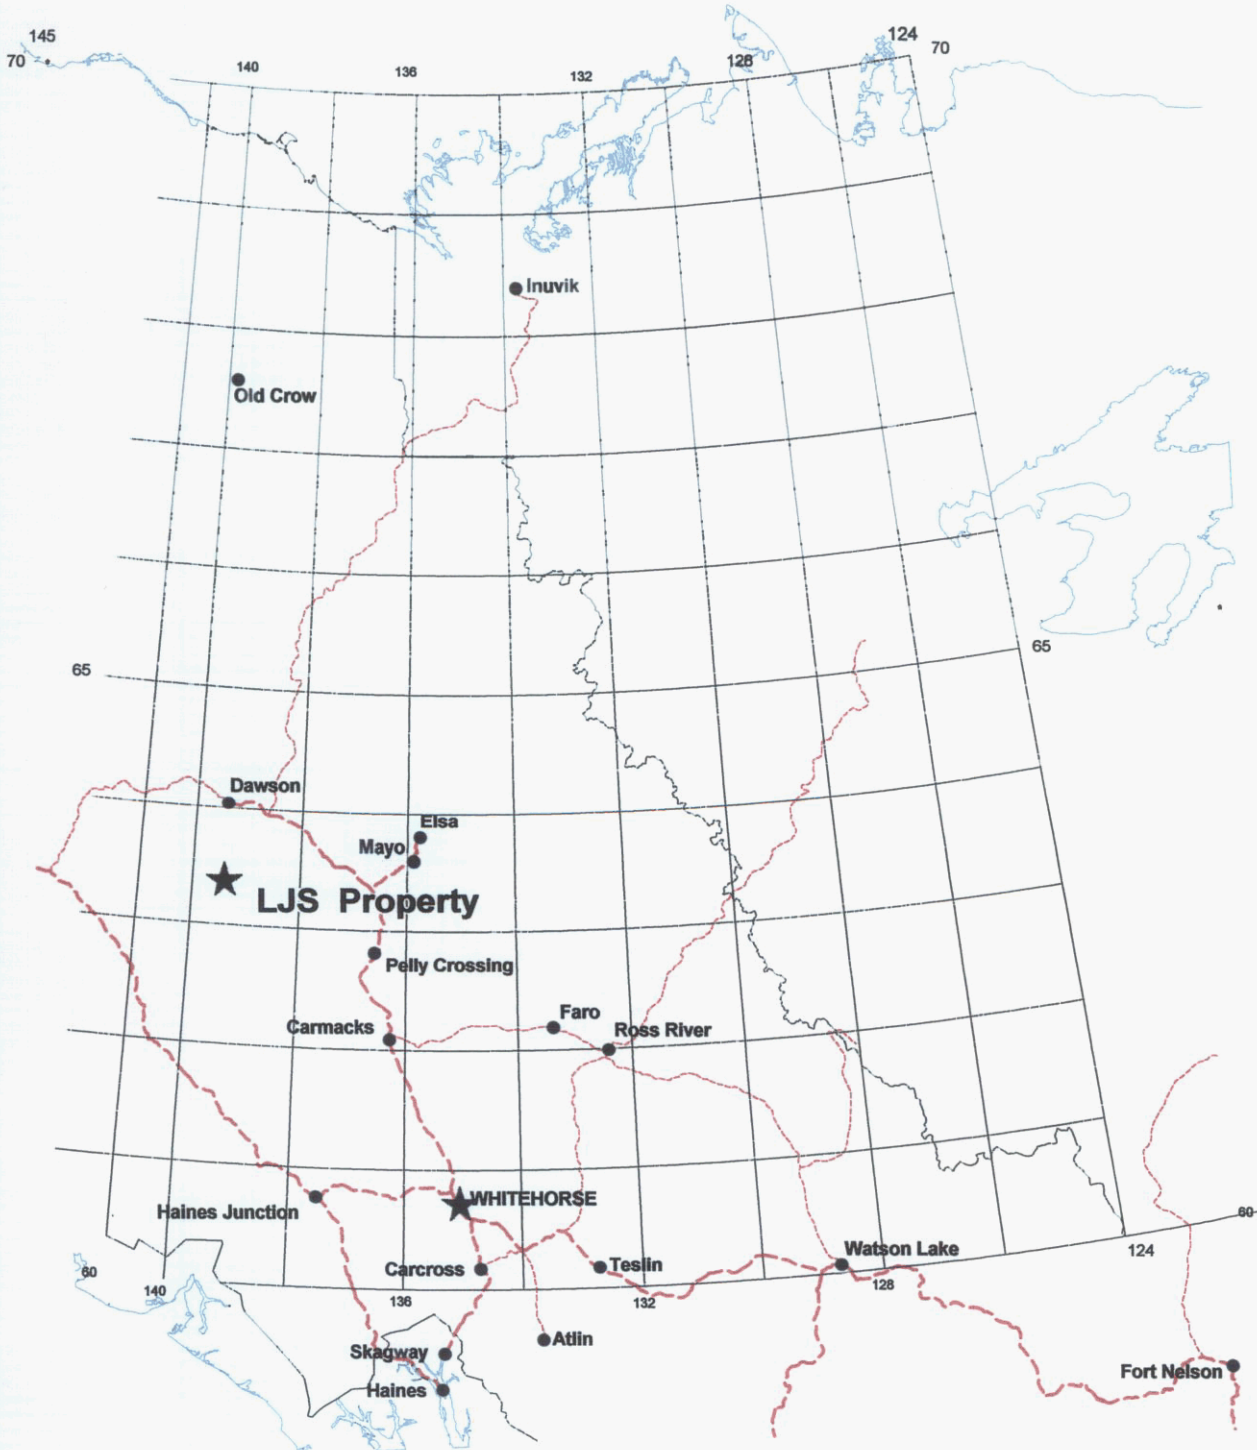 145
124
70
70
140
136
132
128
Inuvik
Old Crow
65
65
Dawson
Elsa
Mayo
LJS Property
Pelly Crossing
Faro
Carmacks
Ross River
WHITEHORSE
Haines Junction
60
Watson Lake
124
Carcross
Teslin
60
128
140
136
132
Atlin
Skagway
Fort Nelson
Haines